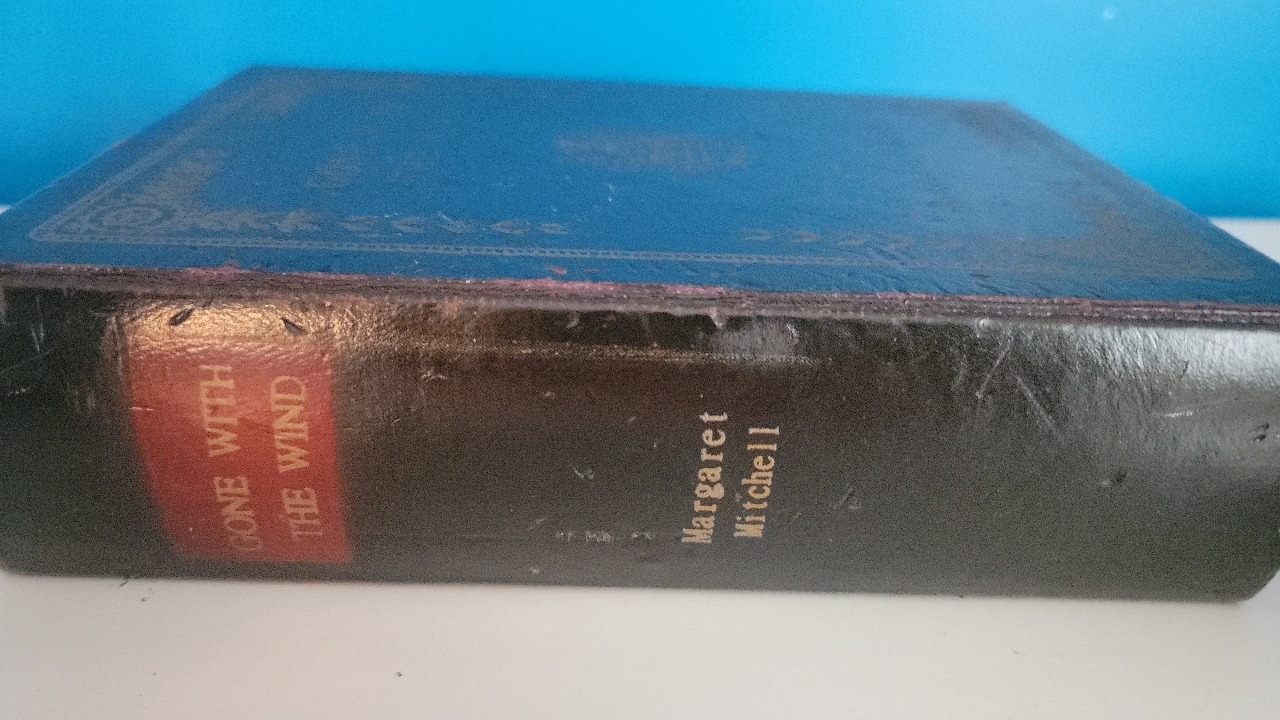 GONE WITH
THE WIND
Margaret
Mitchell